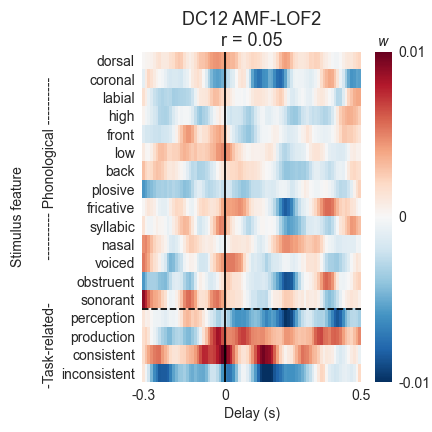 DC12 AMF-LOF2
r = 0.05
w
dorsal
coronal
labial
high
front
low
back
plosive
fricative
syllabic
nasal
voiced
obstruent
sonorant
perception
production
consistent
inconsistent
Stimulus feature
-Task-related- ---------- Phonological ----------
0.01
0
-0.01
-0.3 0 0.5
Delay (s)